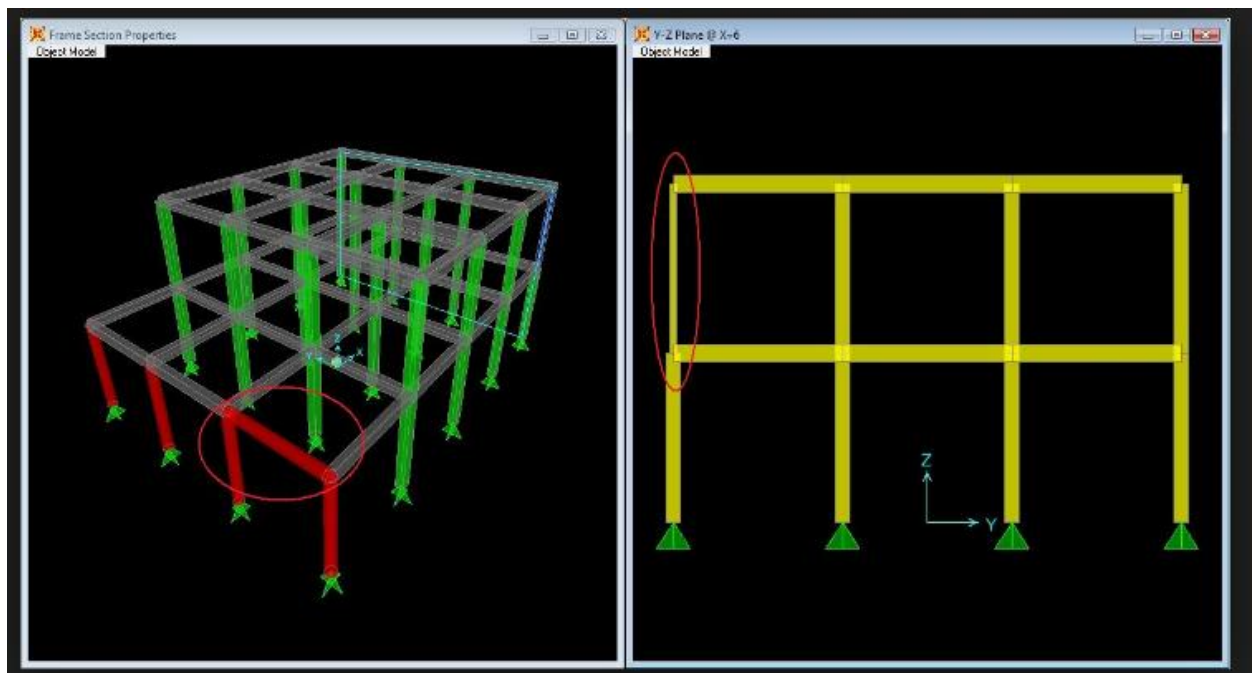 Frame Section Properties
Object Model
Y-Z Plane @ X=6
Object Model
Z
Y
X
Z
Y